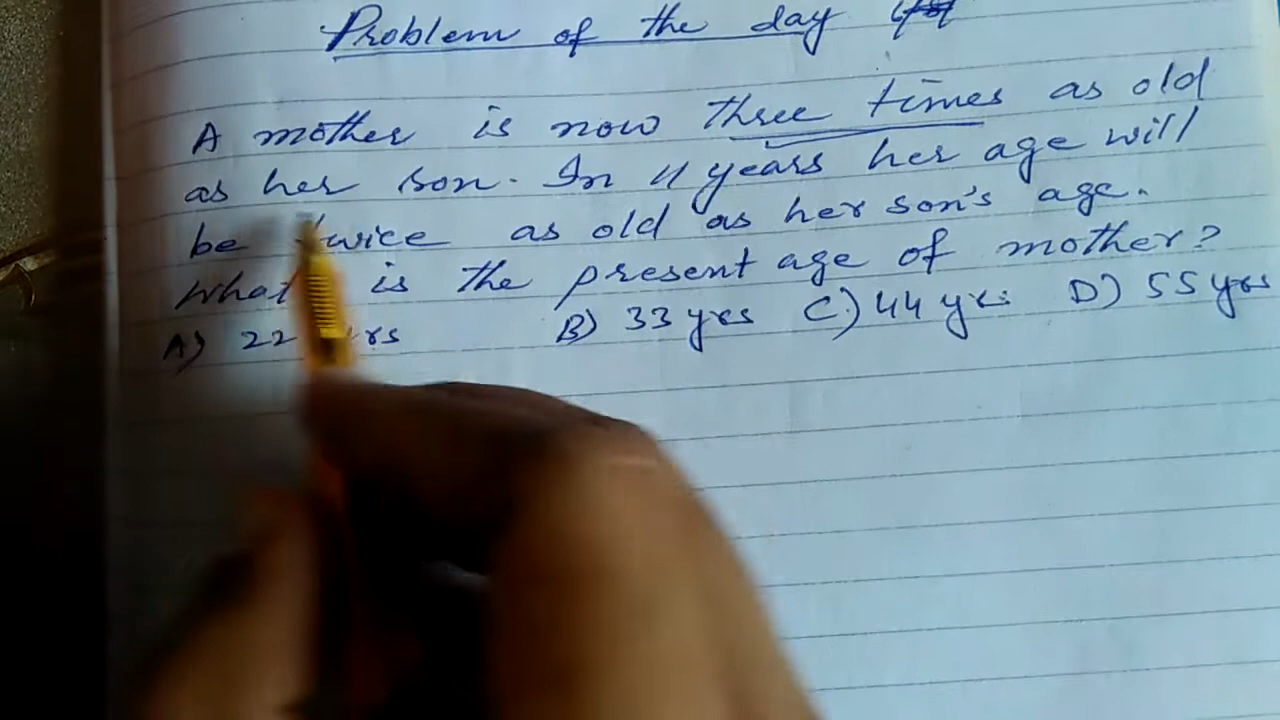 Problem of the day
A mother is now three times as old
as her son. In 11 years her age will
be twice as old as her son's age.
What is the present age of mother?
A) 22 yrs B) 33 yrs C.) 44 yrs D) 55 yrs